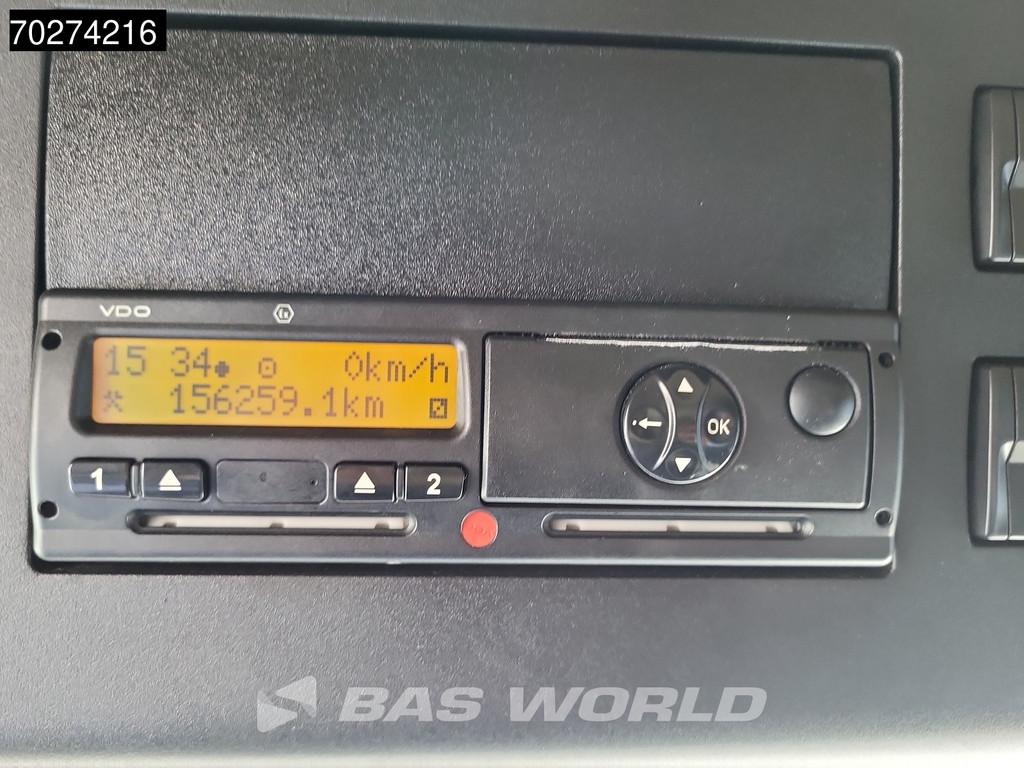 70274216
VDO
15 34 0km/h
156259.1km
1
2
OK
BAS WORLD